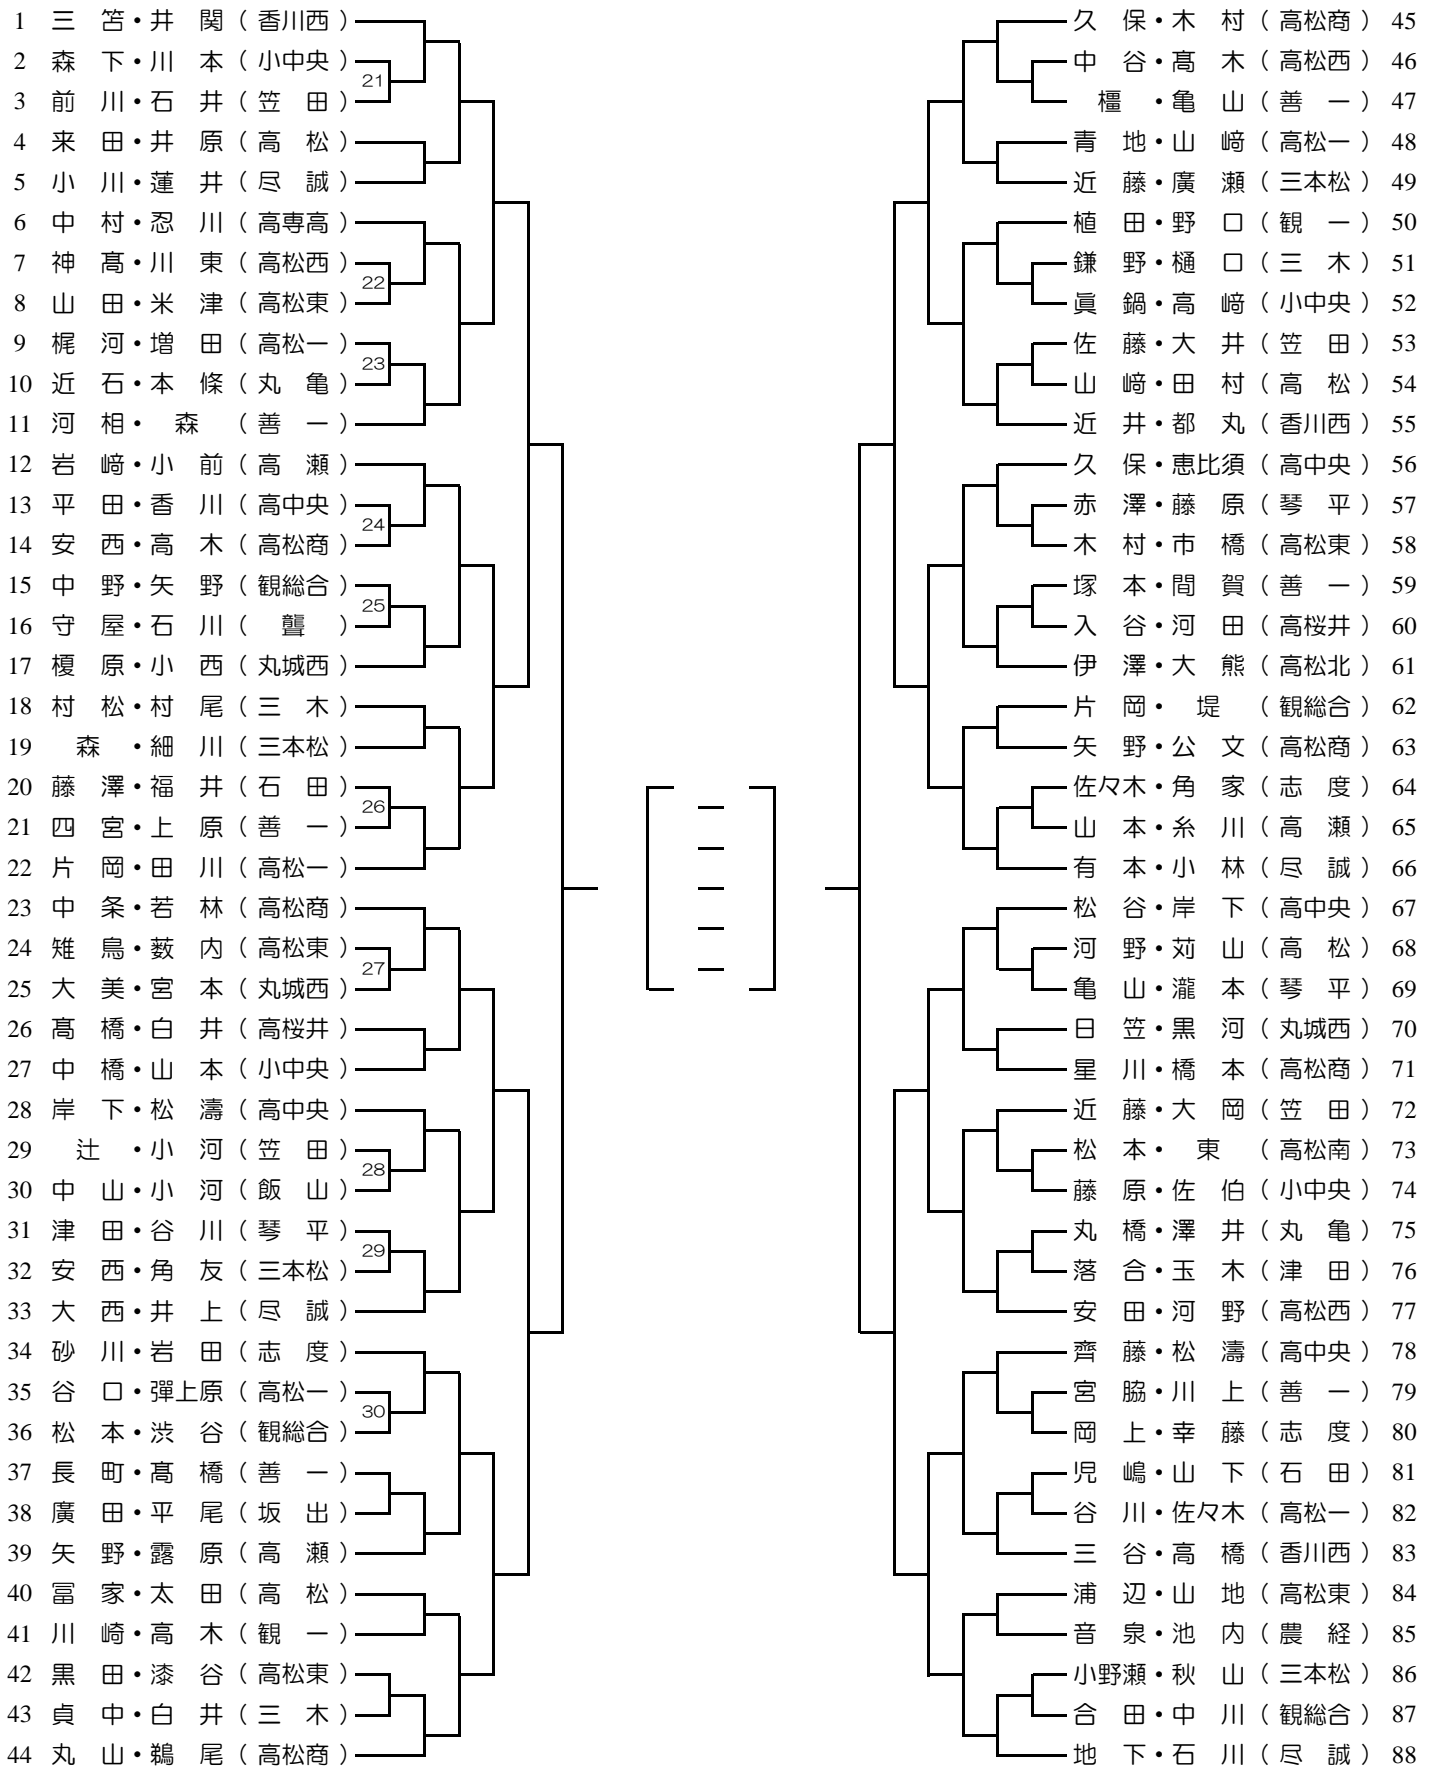 1 三 笘・井 関 ( 香川西 )
2 森 下・川 本 ( 小中央 )
21
3 前 川・石 井 ( 笠 田 )
4 来 田・井 原 ( 高 松 )
5 小 川・蓮 井 ( 尽 誠 )
6 中 村・忍 川 ( 高専高 )
7 神 髙・川 東 ( 高松西 )
22
8 山 田・米 津 ( 高松東 )
9 梶 河・増 田 ( 高松一 )
23
10 近 石・本 條 ( 丸 亀 )
11 河 相・ 森 ( 善 一 )
12 岩 﨑・小 前 ( 高 瀬 )
13 平 田・香 川 ( 高中央 )
24
14 安 西・高 木 ( 高松商 )
15 中 野・矢 野 ( 観総合 )
25
16 守 屋・石 川 ( 聾 )
17 榎 原・小 西 ( 丸城西 )
18 村 松・村 尾 ( 三 木 )
19 森 ・細 川 ( 三本松 )
20 藤 澤・福 井 ( 石 田 )
26
21 四 宮・上 原 ( 善 一 )
22 片 岡・田 川 ( 高松一 )
23 中 条・若 林 ( 高松商 )
24 雉 鳥・薮 内 ( 高松東 )
27
25 大 美・宮 本 ( 丸城西 )
26 髙 橋・白 井 ( 高桜井 )
27 中 橋・山 本 ( 小中央 )
28 岸 下・松 濤 ( 高中央 )
29 辻 ・小 河 ( 笠 田 )
28
30 中 山・小 河 ( 飯 山 )
31 津 田・谷 川 ( 琴 平 )
29
32 安 西・角 友 ( 三本松 )
33 大 西・井 上 ( 尽 誠 )
34 砂 川・岩 田 ( 志 度 )
35 谷 口・彈上原 ( 高松一 )
30
36 松 本・渋 谷 ( 観総合 )
37 長 町・髙 橋 ( 善 一 )
38 廣 田・平 尾 ( 坂 出 )
39 矢 野・露 原 ( 高 瀬 )
40 冨 家・太 田 ( 高 松 )
41 川 崎・高 木 ( 観 一 )
42 黒 田・漆 谷 ( 高松東 )
43 貞 中・白 井 ( 三 木 )
44 丸 山・鵜 尾 ( 高松商 )
久 保・木 村 ( 高松商 ) 45
中 谷・髙 木 ( 高松西 ) 46
橿 ・亀 山 ( 善 一 ) 47
青 地・山 﨑 ( 高松一 ) 48
近 藤・廣 瀬 ( 三本松 ) 49
植 田・野 口 ( 観 一 ) 50
鎌 野・樋 口 ( 三 木 ) 51
眞 鍋・高 﨑 ( 小中央 ) 52
佐 藤・大 井 ( 笠 田 ) 53
山 﨑・田 村 ( 高 松 ) 54
近 井・都 丸 ( 香川西 ) 55
久 保・恵比須 ( 高中央 ) 56
赤 澤・藤 原 ( 琴 平 ) 57
木 村・市 橋 ( 高松東 ) 58
塚 本・間 賀 ( 善 一 ) 59
入 谷・河 田 ( 高桜井 ) 60
伊 澤・大 熊 ( 高松北 ) 61
片 岡・ 堤 ( 観総合 ) 62
矢 野・公 文 ( 高松商 ) 63
佐々木・角 家 ( 志 度 ) 64
山 本・糸 川 ( 高 瀬 ) 65
有 本・小 林 ( 尽 誠 ) 66
松 谷・岸 下 ( 高中央 ) 67
河 野・苅 山 ( 高 松 ) 68
亀 山・瀧 本 ( 琴 平 ) 69
日 笠・黒 河 ( 丸城西 ) 70
星 川・橋 本 ( 高松商 ) 71
近 藤・大 岡 ( 笠 田 ) 72
松 本・ 東 ( 高松南 ) 73
藤 原・佐 伯 ( 小中央 ) 74
丸 橋・澤 井 ( 丸 亀 ) 75
落 合・玉 木 ( 津 田 ) 76
安 田・河 野 ( 高松西 ) 77
齊 藤・松 濤 ( 高中央 ) 78
宮 脇・川 上 ( 善 一 ) 79
岡 上・幸 藤 ( 志 度 ) 80
児 嶋・山 下 ( 石 田 ) 81
谷 川・佐々木 ( 高松一 ) 82
三 谷・高 橋 ( 香川西 ) 83
浦 辺・山 地 ( 高松東 ) 84
音 泉・池 内 ( 農 経 ) 85
小野瀬・秋 山 ( 三本松 ) 86
合 田・中 川 ( 観総合 ) 87
地 下・石 川 ( 尽 誠 ) 88